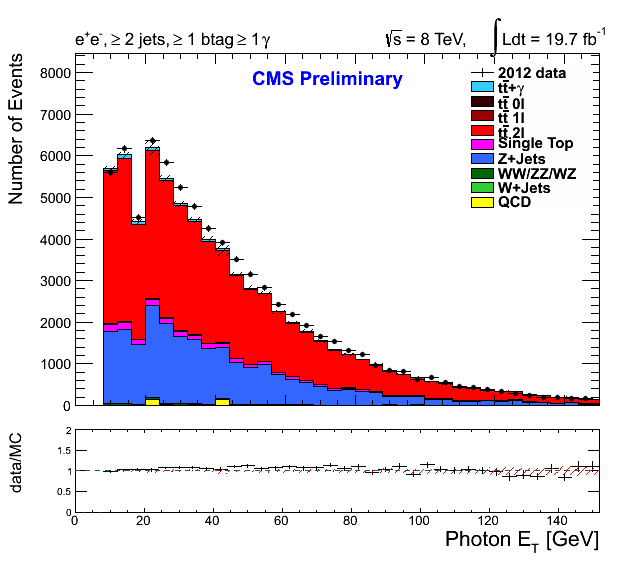 e⁺e⁻, ≥ 2 jets, ≥ 1 btag ≥ 1 γ
√s = 8 TeV, ∫ Ldt = 19.7 fb⁻¹
CMS Preliminary
2012 data
tt̄+γ
tt̄ 0l
tt̄ 1l
tt̄ 2l
Single Top
Z+Jets
WW/ZZ/WZ
W+Jets
QCD
Number of Events
8000
7000
6000
5000
4000
3000
2000
1000
0
data/MC
2
1.5
1
0.5
0
0 20 40 60 80 100 120 140
Photon E_T [GeV]